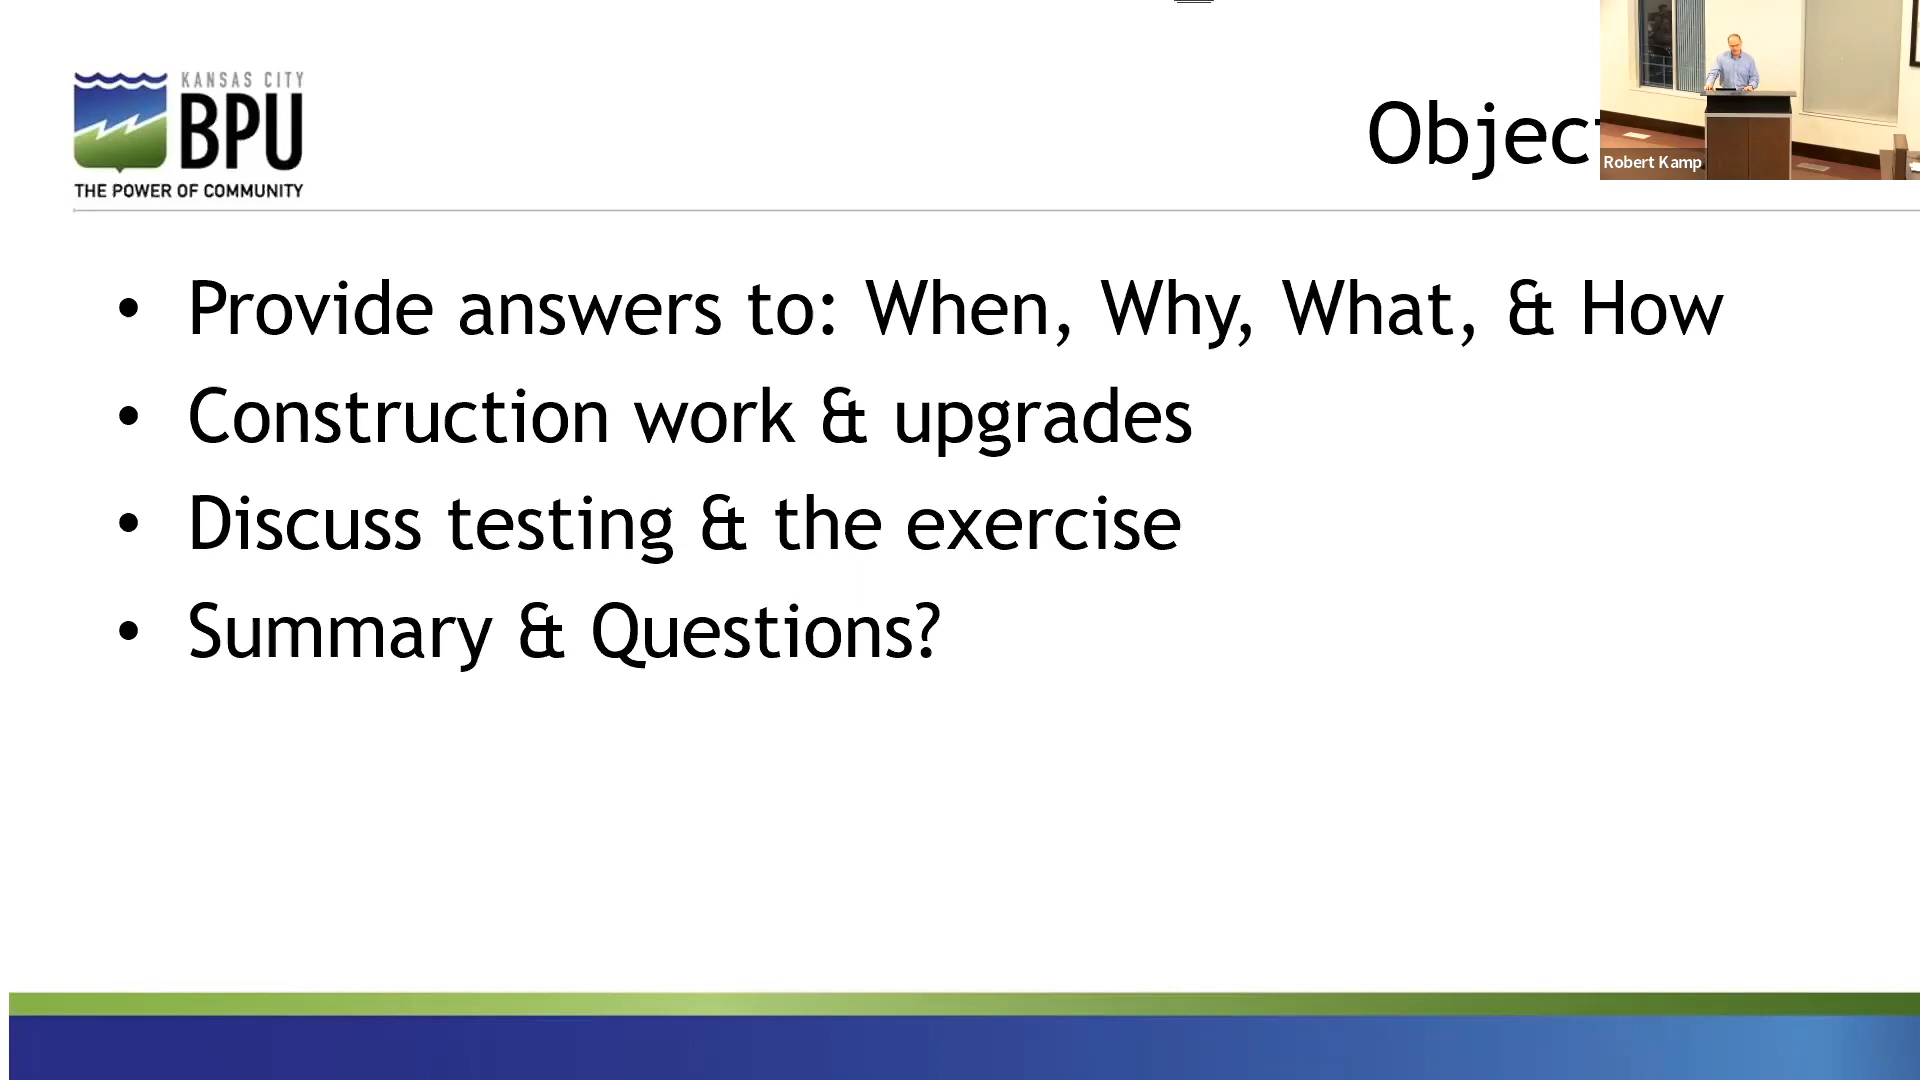 KANSAS CITY
BPU
THE POWER OF COMMUNITY
Robert Kamp
• Provide answers to: When, Why, What, & How
• Construction work & upgrades
• Discuss testing & the exercise
• Summary & Questions?